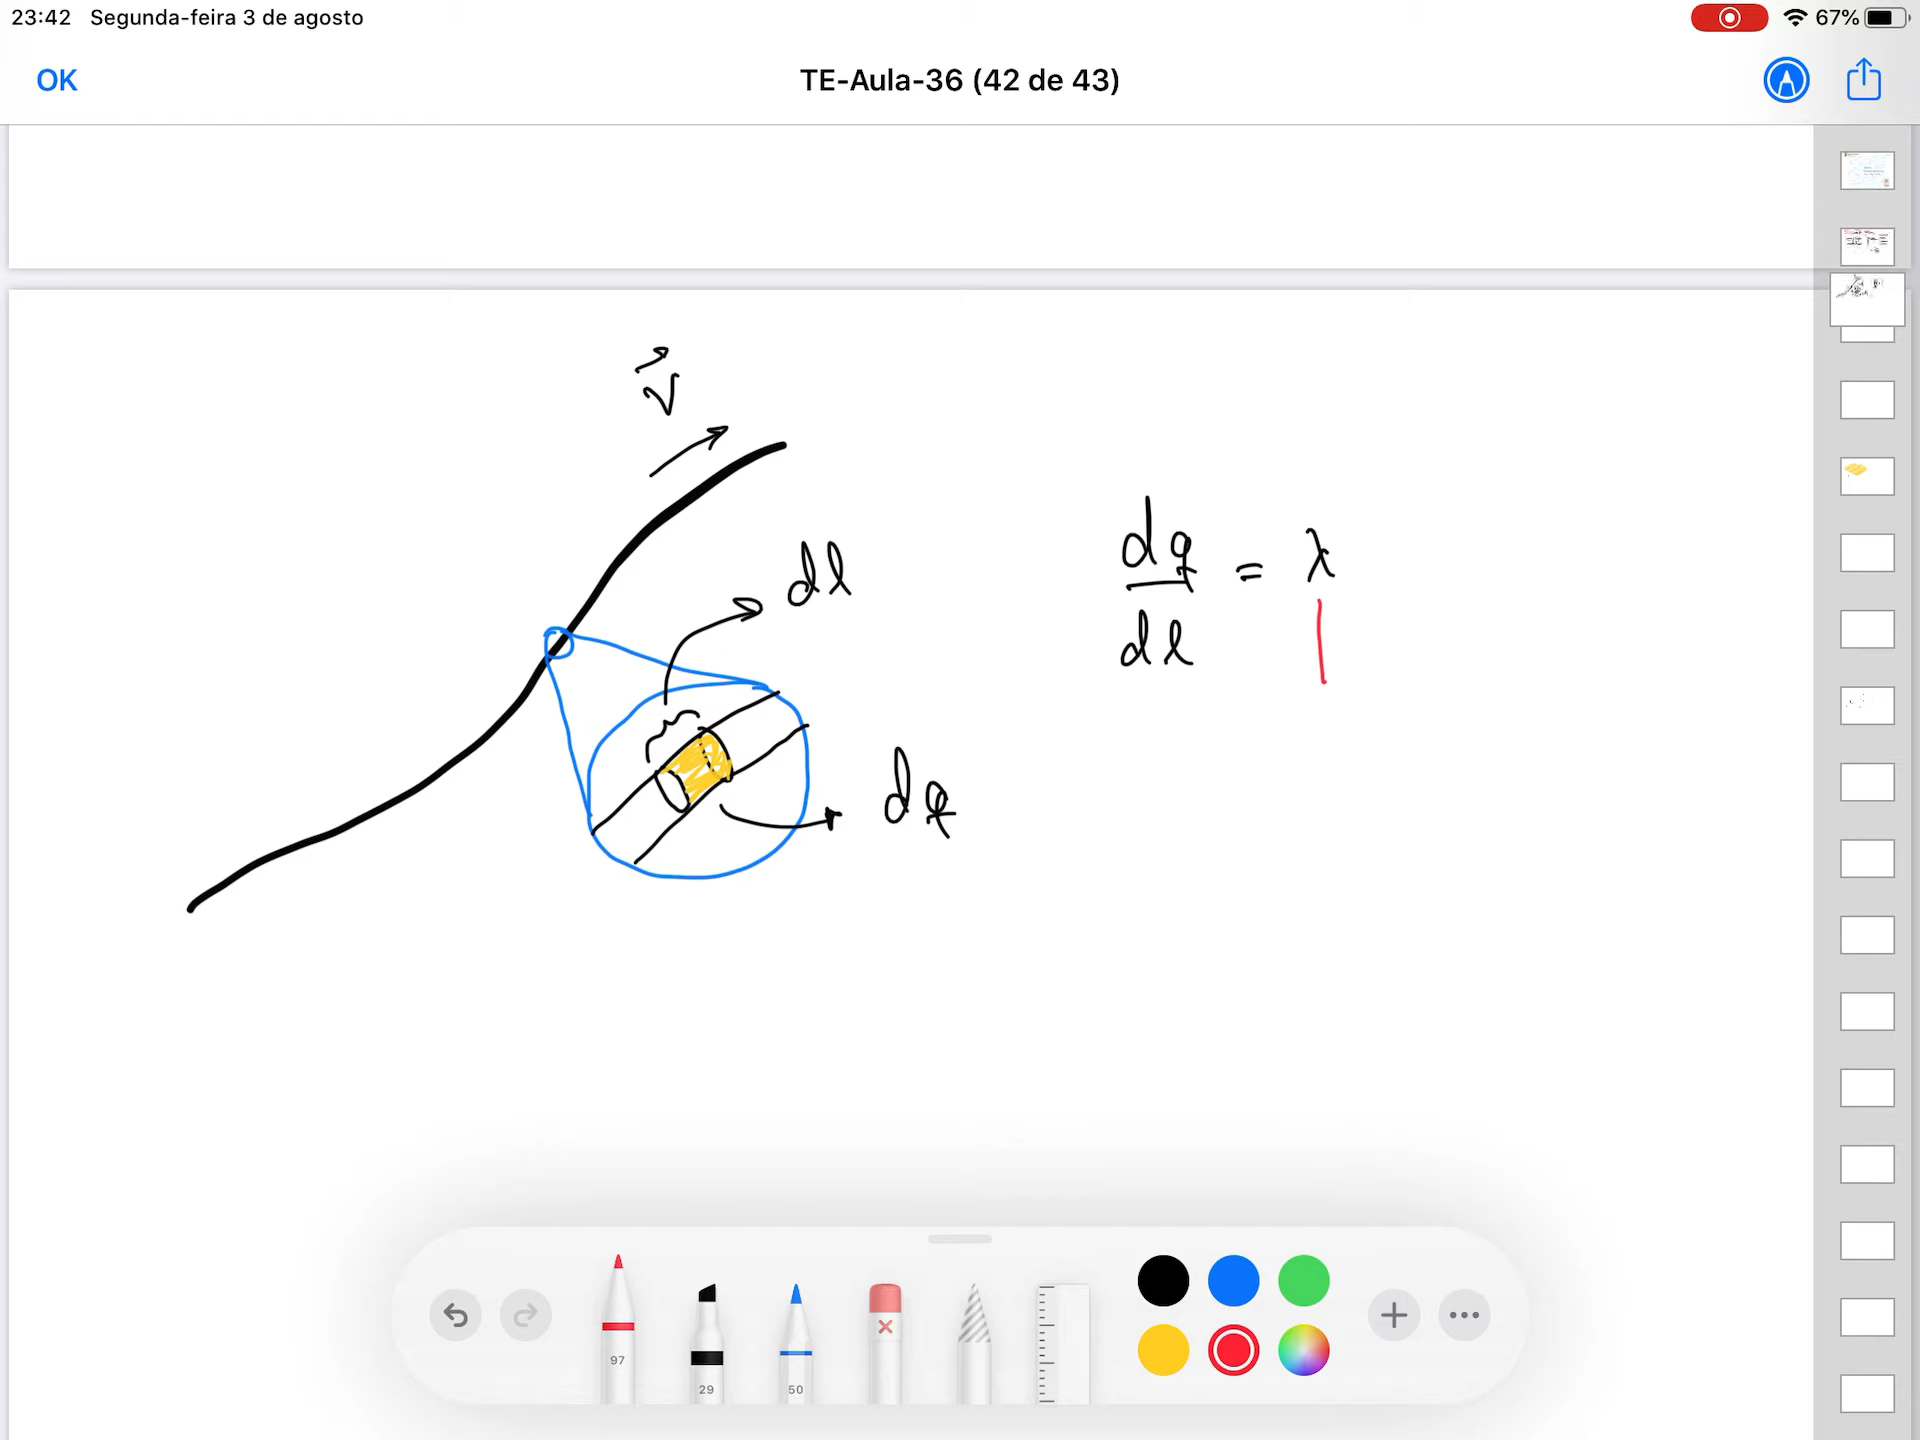 23:42 Segunda-feira 3 de agosto
67%
OK
TE-Aula-36 (42 de 43)
v⃗
dl
dq/dl = λ
dq
97
29
50